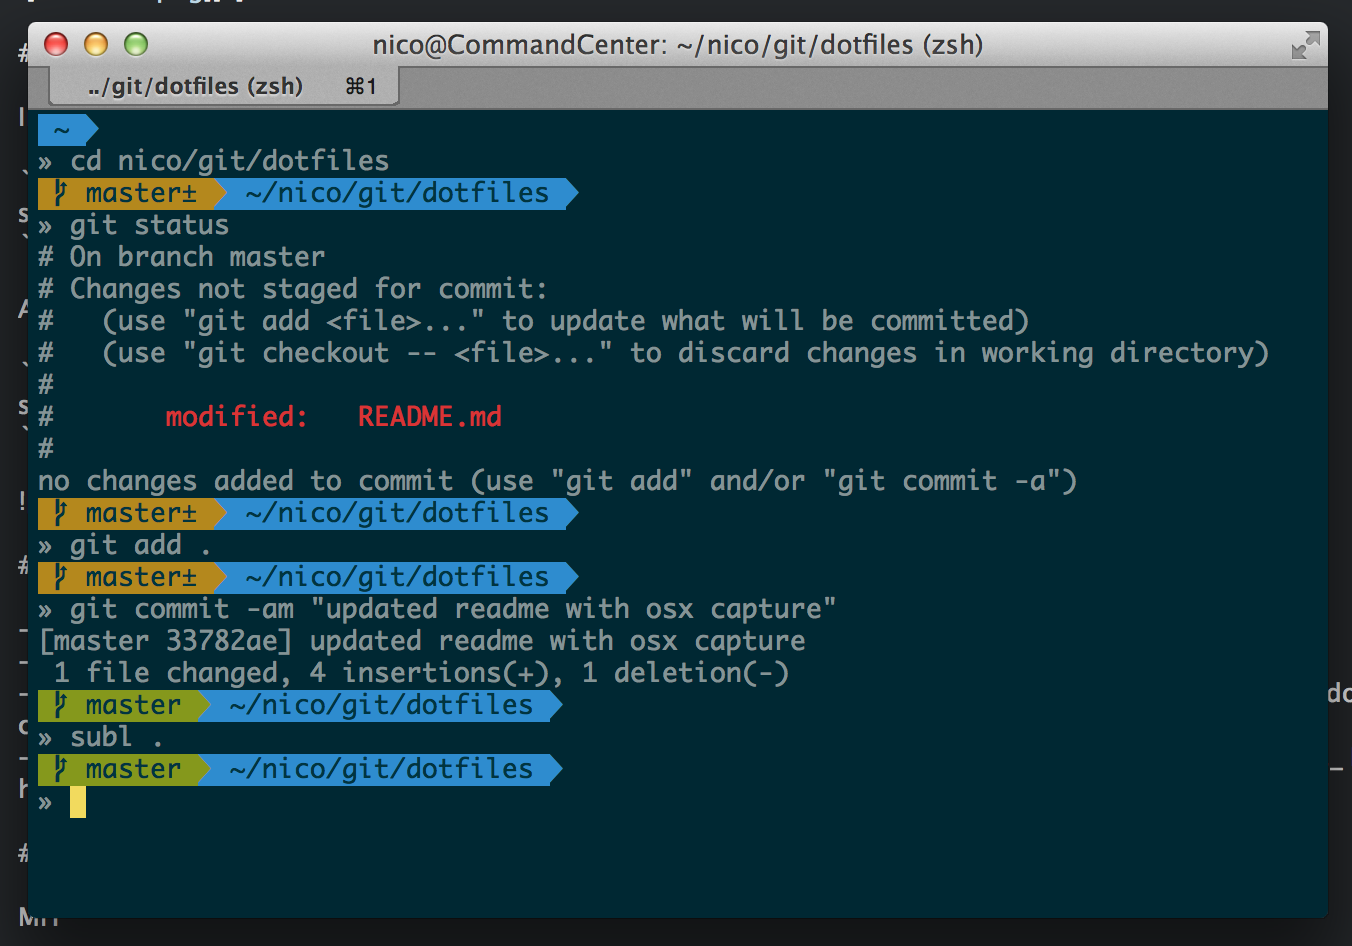 nico@CommandCenter: ~/nico/git/dotfiles (zsh)
../git/dotfiles (zsh) ⌘1
~
» cd nico/git/dotfiles
master± ~/nico/git/dotfiles
» git status
# On branch master
# Changes not staged for commit:
#   (use "git add <file>..." to update what will be committed)
#   (use "git checkout -- <file>..." to discard changes in working directory)
#
#       modified:   README.md
#
no changes added to commit (use "git add" and/or "git commit -a")
master± ~/nico/git/dotfiles
» git add .
master± ~/nico/git/dotfiles
» git commit -am "updated readme with osx capture"
[master 33782ae] updated readme with osx capture
 1 file changed, 4 insertions(+), 1 deletion(-)
master ~/nico/git/dotfiles
» subl .
master ~/nico/git/dotfiles
»